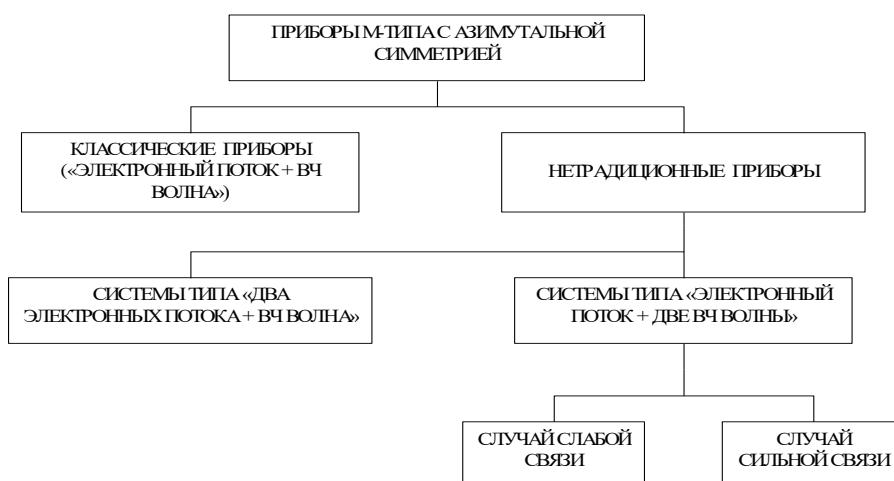 ПРИБОРЫ М-ТИПА С АЗИМУТАЛЬНОЙ
СИММЕТРИЕЙ
КЛАССИЧЕСКИЕ ПРИБОРЫ
(«ЭЛЕКТРОННЫЙ ПОТОК + ВЧ
ВОЛНА»)
НЕТРАДИЦИОННЫЕ ПРИБОРЫ
СИСТЕМЫ ТИПА «ДВА
ЭЛЕКТРОННЫХ ПОТОКА + ВЧ ВОЛНА»
СИСТЕМЫ ТИПА «ЭЛЕКТРОННЫЙ
ПОТОК + ДВЕ ВЧ ВОЛНЫ»
СЛУЧАЙ СЛАБОЙ
СВЯЗИ
СЛУЧАЙ
СИЛЬНОЙ СВЯЗИ